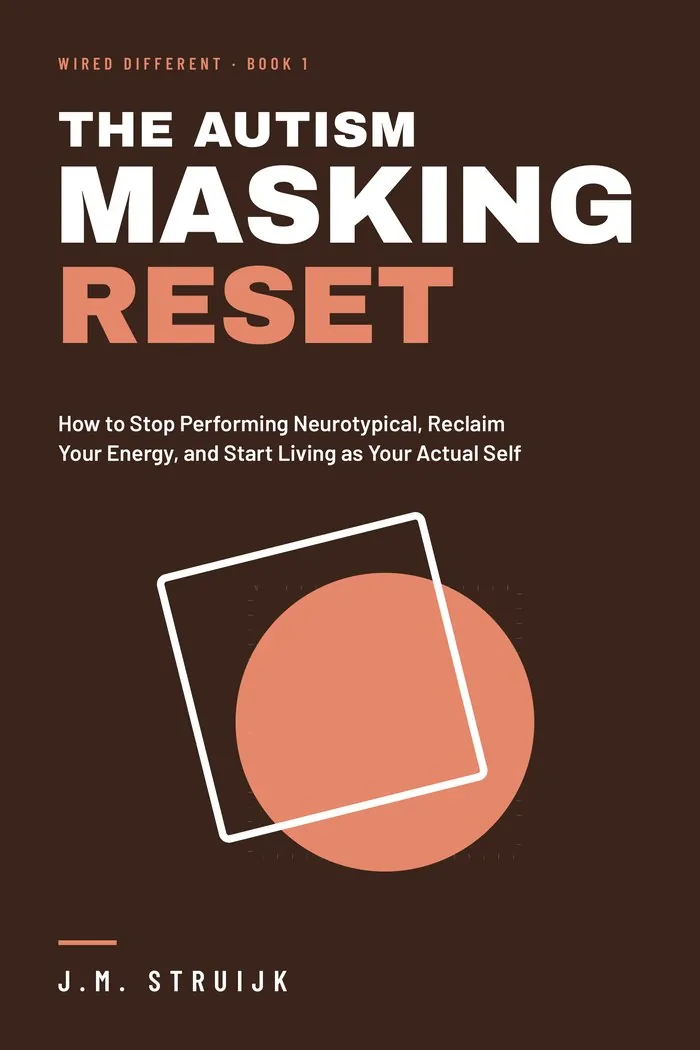 WIRED DIFFERENT · BOOK 1
THE AUTISM
MASKING
RESET
How to Stop Performing Neurotypical, Reclaim
Your Energy, and Start Living as Your Actual Self
J.M. STRUIJK